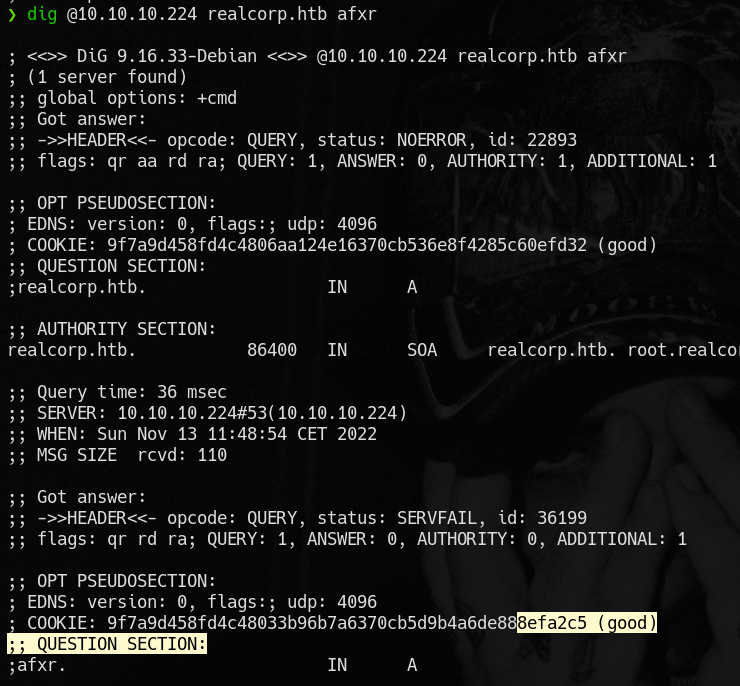 ❯ dig @10.10.10.224 realcorp.htb afxr
; <<>> DiG 9.16.33-Debian <<>> @10.10.10.224 realcorp.htb afxr
; (1 server found)
;; global options: +cmd
;; Got answer:
;; ->>HEADER<<- opcode: QUERY, status: NOERROR, id: 22893
;; flags: qr aa rd ra; QUERY: 1, ANSWER: 0, AUTHORITY: 1, ADDITIONAL: 1
;; OPT PSEUDOSECTION:
; EDNS: version: 0, flags:; udp: 4096
; COOKIE: 9f7a9d458fd4c4806aa124e16370cb536e8f4285c60efd32 (good)
;; QUESTION SECTION:
;realcorp.htb. IN A
;; AUTHORITY SECTION:
realcorp.htb. 86400 IN SOA realcorp.htb. root.realco
;; Query time: 36 msec
;; SERVER: 10.10.10.224#53(10.10.10.224)
;; WHEN: Sun Nov 13 11:48:54 CET 2022
;; MSG SIZE rcvd: 110
;; Got answer:
;; ->>HEADER<<- opcode: QUERY, status: SERVFAIL, id: 36199
;; flags: qr rd ra; QUERY: 1, ANSWER: 0, AUTHORITY: 0, ADDITIONAL: 1
;; OPT PSEUDOSECTION:
; EDNS: version: 0, flags:; udp: 4096
; COOKIE: 9f7a9d458fd4c48033b96b7a6370cb5d9b4a6de888efa2c5 (good)
;; QUESTION SECTION:
;afxr. IN A